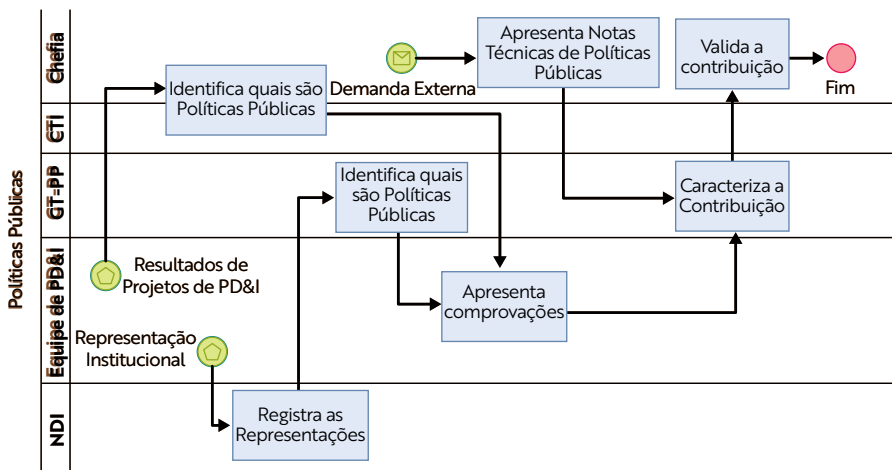 Políticas Públicas
Chefia
CTI
GT-PP
Equipe de PD&I
NDI
Identifica quais são
Políticas Públicas
Demanda Externa
Apresenta Notas
Técnicas de Políticas
Públicas
Valida a
contribuição
Fim
Identifica quais
são Políticas
Públicas
Caracteriza a
Contribuição
Resultados de
Projetos de PD&I
Apresenta
comprovações
Representação
Institucional
Registra as
Representações